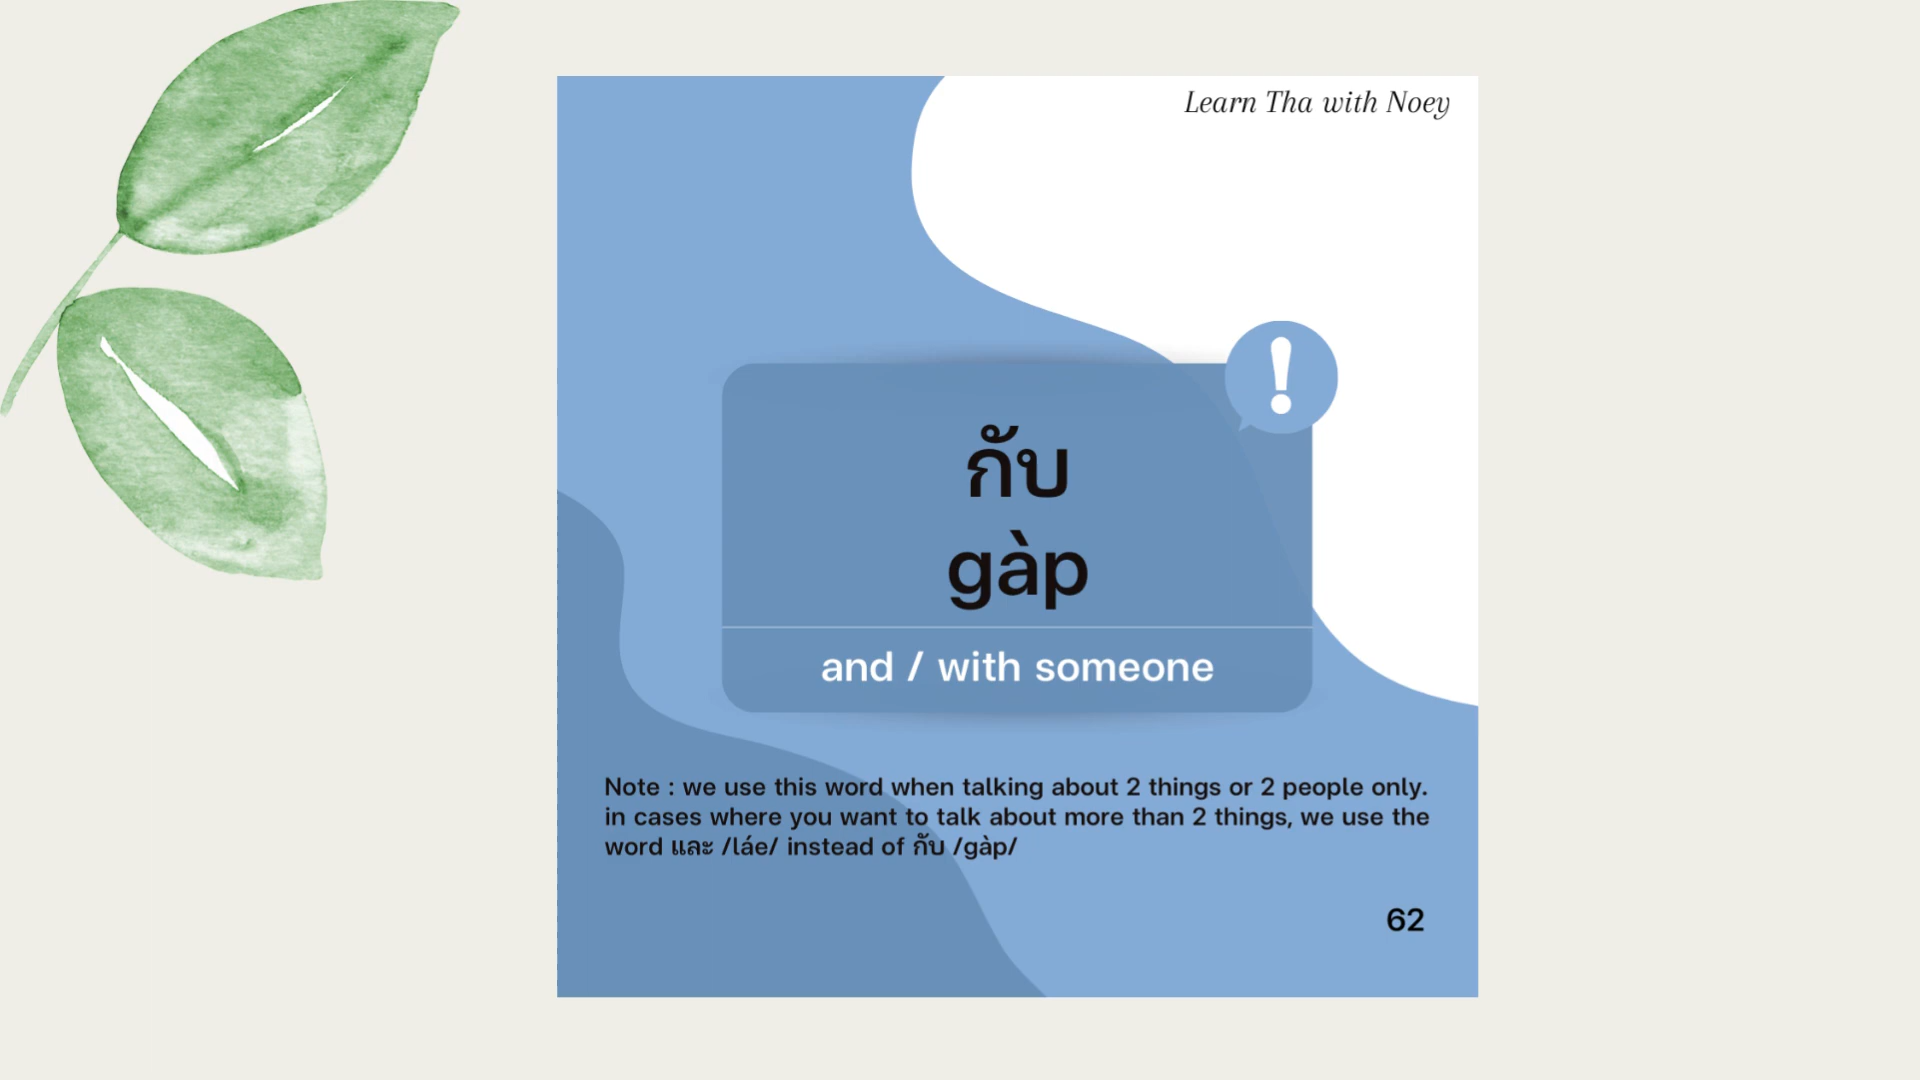 Learn Tha with Noey
กับ
gàp
and / with someone
Note : we use this word when talking about 2 things or 2 people only.
in cases where you want to talk about more than 2 things, we use the
word และ /láe/ instead of กับ /gàp/
62